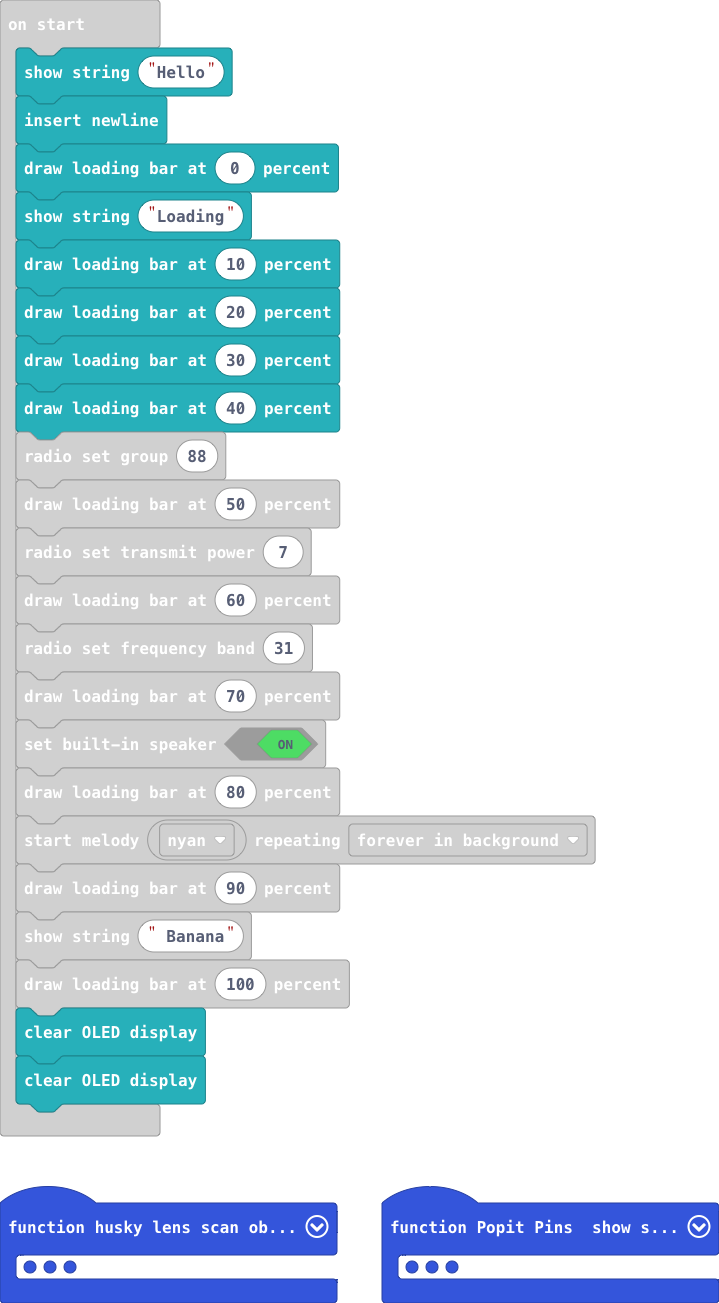 on start
show string "Hello"
insert newline
draw loading bar at 0 percent
show string "Loading"
draw loading bar at 10 percent
draw loading bar at 20 percent
draw loading bar at 30 percent
draw loading bar at 40 percent
radio set group 88
draw loading bar at 50 percent
radio set transmit power 7
draw loading bar at 60 percent
radio set frequency band 31
draw loading bar at 70 percent
set built-in speaker ON
draw loading bar at 80 percent
start melody nyan repeating forever in background
draw loading bar at 90 percent
show string " Banana"
draw loading bar at 100 percent
clear OLED display
clear OLED display
function husky lens scan ob...
function Popit Pins  show s...